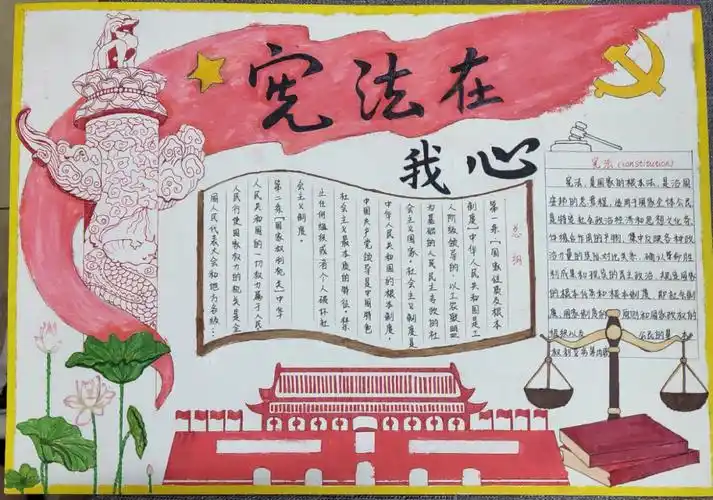 宪法在
我心
总纲
第一条【国家性质及根本
制度】中华人民共和国是工
人阶级领导的、以工农联盟
为基础的人民民主专政的社
会主义国家。社会主义制度是
中华人民共和国的根本制度。
中国共产党领导是中国特色
社会主义最本质的特征。禁
止任何组织或者个人破坏社
会主义制度。
第二条【国家权利归属】中华
人民共和国的一切权力属于人民。
人民行使国家权力的机关是全
国人民代表大会和地方各级…
宪法 (constitution)
宪法,是国家的根本法,是治国
安邦的总章程,适用于国家全体公民,
是特定社会政治经济和思想文化条
件综合作用的产物,集中反映各种政
治力量的实际对比关系,确认革命胜
利成果和现实的民主政治,规定国家
的根本任务和根本制度,即社会制
度、国家制度的 原则和国家政权的
组织以及 公民的基本
权利义务等内容